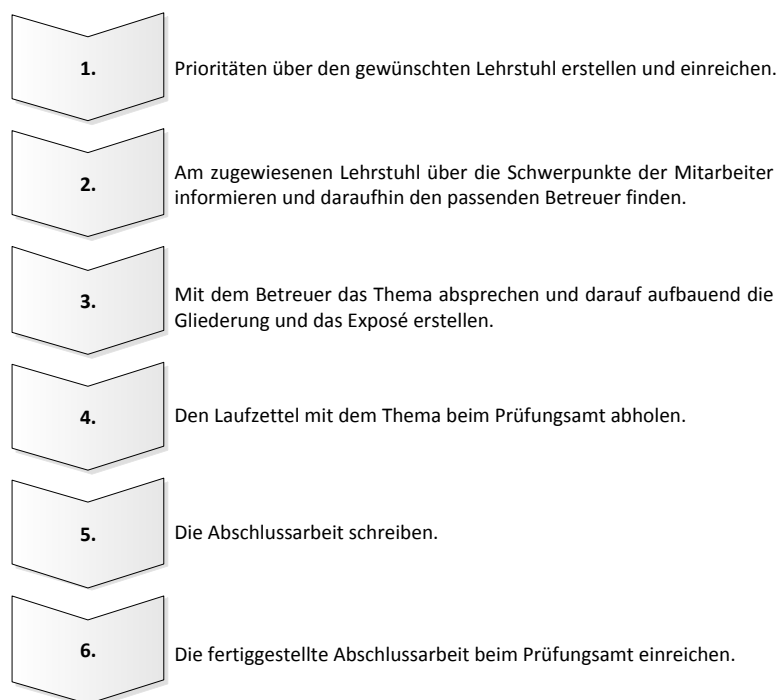 1.
Prioritäten über den gewünschten Lehrstuhl erstellen und einreichen.
2.
Am zugewiesenen Lehrstuhl über die Schwerpunkte der Mitarbeiter
informieren und daraufhin den passenden Betreuer finden.
3.
Mit dem Betreuer das Thema absprechen und darauf aufbauend die
Gliederung und das Exposé erstellen.
4.
Den Laufzettel mit dem Thema beim Prüfungsamt abholen.
5.
Die Abschlussarbeit schreiben.
6.
Die fertiggestellte Abschlussarbeit beim Prüfungsamt einreichen.